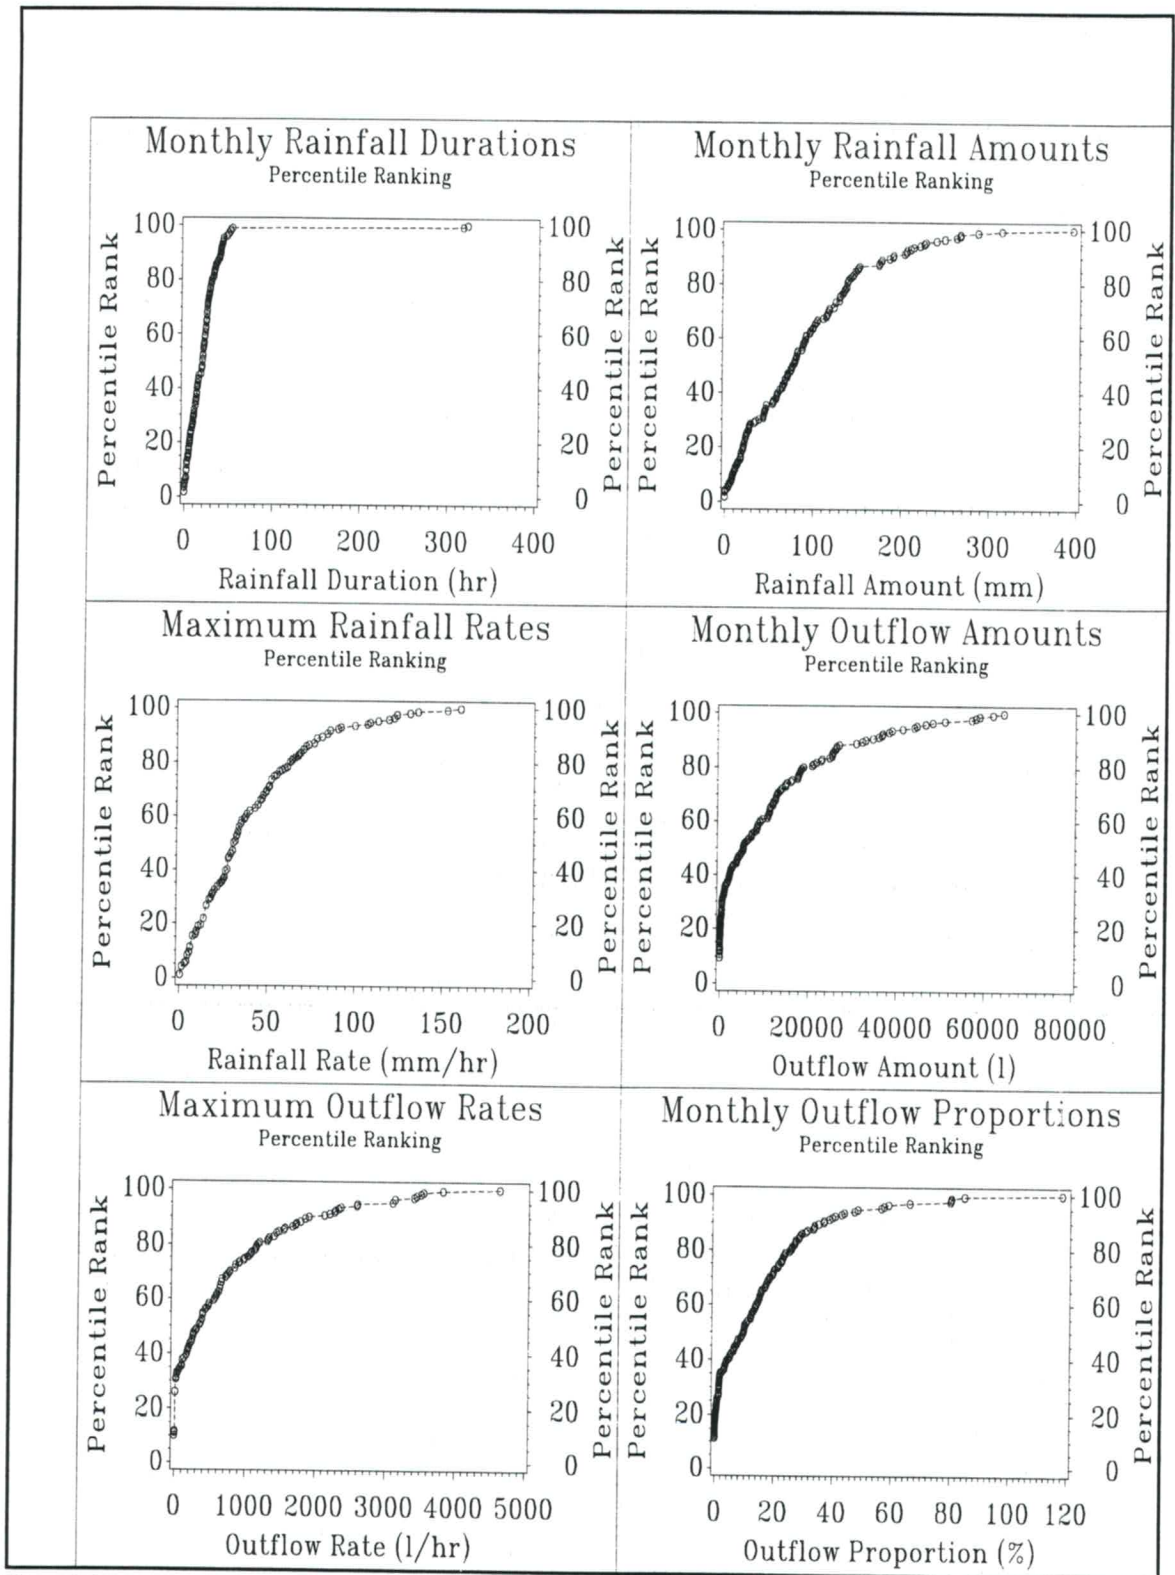 Monthly Rainfall Durations
Percentile Ranking
Percentile Rank
100
80
60
40
20
0
100
80
60
40
20
0
Percentile Rank
0 100 200 300 400
Rainfall Duration (hr)
Monthly Rainfall Amounts
Percentile Ranking
Percentile Rank
100
80
60
40
20
0
100
80
60
40
20
0
Percentile Rank
0 100 200 300 400
Rainfall Amount (mm)
Maximum Rainfall Rates
Percentile Ranking
Percentile Rank
100
80
60
40
20
0
100
80
60
40
20
0
Percentile Rank
0 50 100 150 200
Rainfall Rate (mm/hr)
Monthly Outflow Amounts
Percentile Ranking
Percentile Rank
100
80
60
40
20
0
100
80
60
40
20
0
Percentile Rank
0 20000 40000 60000 80000
Outflow Amount (l)
Maximum Outflow Rates
Percentile Ranking
Percentile Rank
100
80
60
40
20
0
100
80
60
40
20
0
Percentile Rank
0 1000 2000 3000 4000 5000
Outflow Rate (l/hr)
Monthly Outflow Proportions
Percentile Ranking
Percentile Rank
100
80
60
40
20
0
100
80
60
40
20
0
Percentile Rank
0 20 40 60 80 100 120
Outflow Proportion (%)